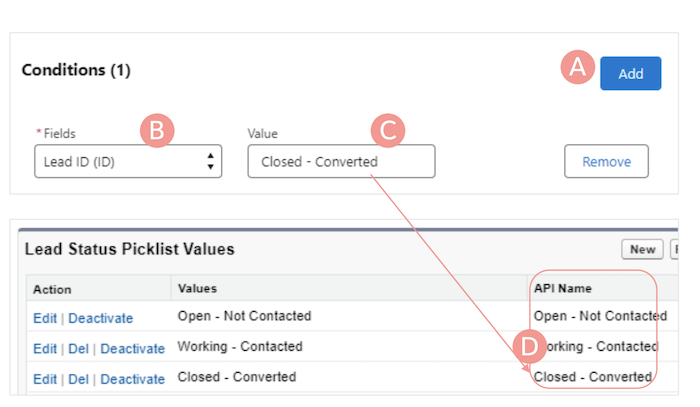 Conditions (1)
A
Add
* Fields
B
Value
C
Lead ID (ID)
Closed - Converted
Remove
Lead Status Picklist Values
New
Action
Values
API Name
Edit | Deactivate
Open - Not Contacted
Open - Not Contacted
Edit | Del | Deactivate
Working - Contacted
D
orking - Contacted
Edit | Del | Deactivate
Closed - Converted
Closed - Converted